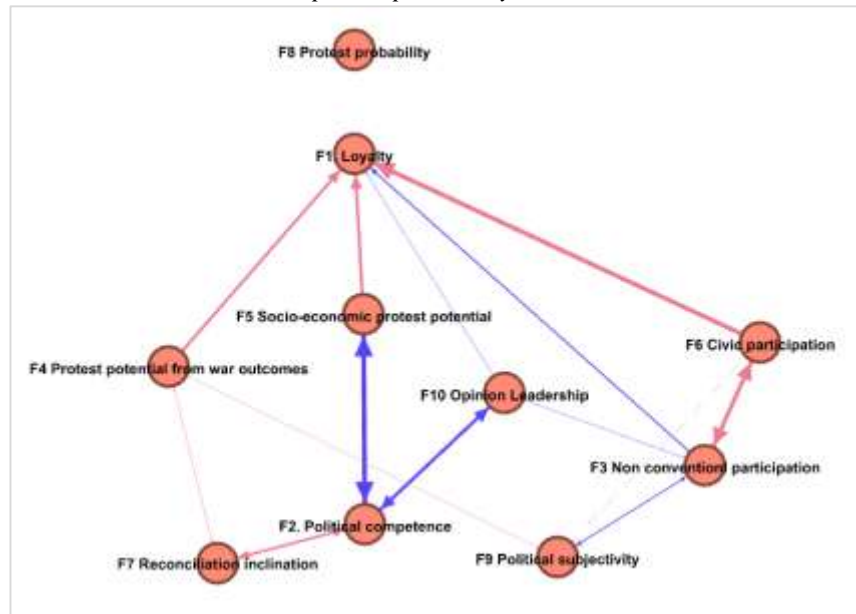 F8 Protest probability
F1. Loyalty
F5 Socio-economic protest potential
F6 Civic participation
F4 Protest potential from war outcomes
F10 Opinion Leadership
F3 Non conventionl participation
F2. Political competence
F7 Reconciliation inclination
F9 Political subjectivity